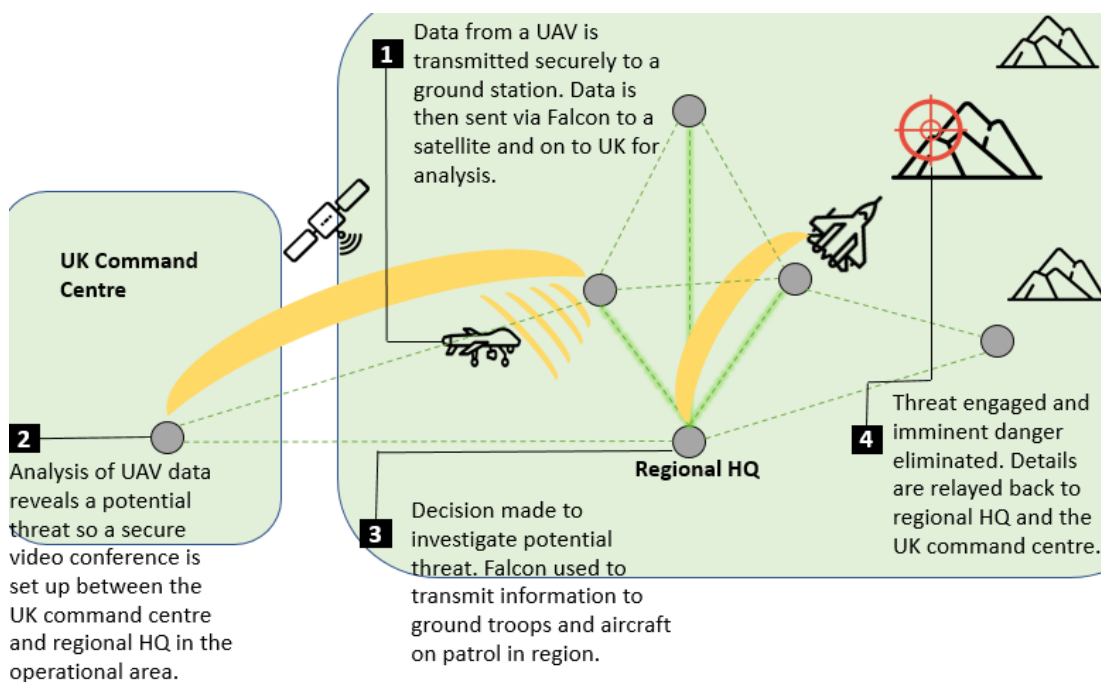 1
Data from a UAV is
transmitted securely to a
ground station. Data is
then sent via Falcon to a
satellite and on to UK for
analysis.
UK Command
Centre
2
Analysis of UAV data
reveals a potential
threat so a secure
video conference is
set up between the
UK command centre
and regional HQ in the
operational area.
Regional HQ
3
Decision made to
investigate potential
threat. Falcon used to
transmit information to
ground troops and aircraft
on patrol in region.
4
Threat engaged and
imminent danger
eliminated. Details
are relayed back to
regional HQ and the
UK command centre.